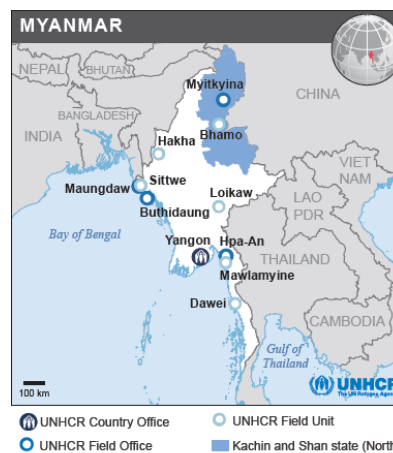 MYANMAR
NEPAL
BHUTAN
Myitkyina
CHINA
BANGLADESH
INDIA
Bhamo
Hakha
VIET
NAM
Sittwe
Maungdaw
Loikaw
LAO
PDR
Buthidaung
Bay of Bengal
Yangon
Hpa-An
THAILAND
Mawlamyine
Dawei
CAMBODIA
Gulf of
Thailand
100 km
UNHCR
The UN Refugee Agency
UNHCR Country Office
UNHCR Field Unit
UNHCR Field Office
Kachin and Shan state (North